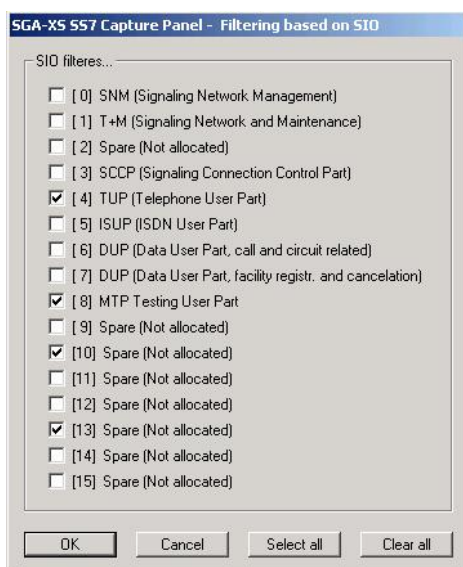 SGA-XS SS7 Capture Panel - Filtering based on SIO
SIO filteres...
[ 0] SNM (Signaling Network Management)
[ 1] T+M (Signaling Network and Maintenance)
[ 2] Spare (Not allocated)
[ 3] SCCP (Signaling Connection Control Part)
[ 4] TUP (Telephone User Part)
[ 5] ISUP (ISDN User Part)
[ 6] DUP (Data User Part, call and circuit related)
[ 7] DUP (Data User Part, facility registr. and cancelation)
[ 8] MTP Testing User Part
[ 9] Spare (Not allocated)
[10] Spare (Not allocated)
[11] Spare (Not allocated)
[12] Spare (Not allocated)
[13] Spare (Not allocated)
[14] Spare (Not allocated)
[15] Spare (Not allocated)
OK Cancel Select all Clear all